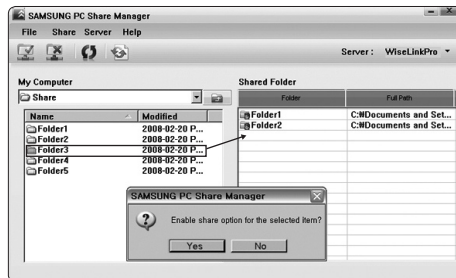 SAMSUNG PC Share Manager
File Share Server Help
Server : WiseLinkPro
My Computer
Share
Name Modified
Folder1 2008-02-20 P...
Folder2 2008-02-20 P...
Folder3 2008-02-20 P...
Folder4 2008-02-20 P...
Folder5 2008-02-20 P...
Shared Folder
Folder Full Path
Folder1 C:₩Documents and Set...
Folder2 C:₩Documents and Set...
SAMSUNG PC Share Manager
Enable share option for the selected item?
Yes No